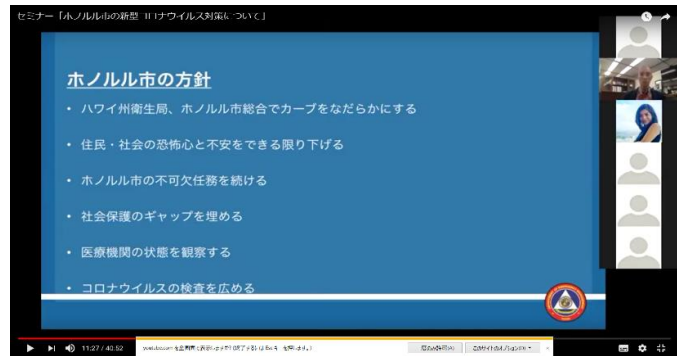 セミナー「ホノルル市の新型コロナウイルス対策について」
ホノルル市の方針
• ハワイ州衛生局、ホノルル市総合でカーブをなだらかにする
• 住民・社会の恐怖心と不安をできる限り下げる
• ホノルル市の不可欠任務を続ける
• 社会保護のギャップを埋める
• 医療機関の状態を観察する
• コロナウイルスの検査を広める
11:27 / 40:52